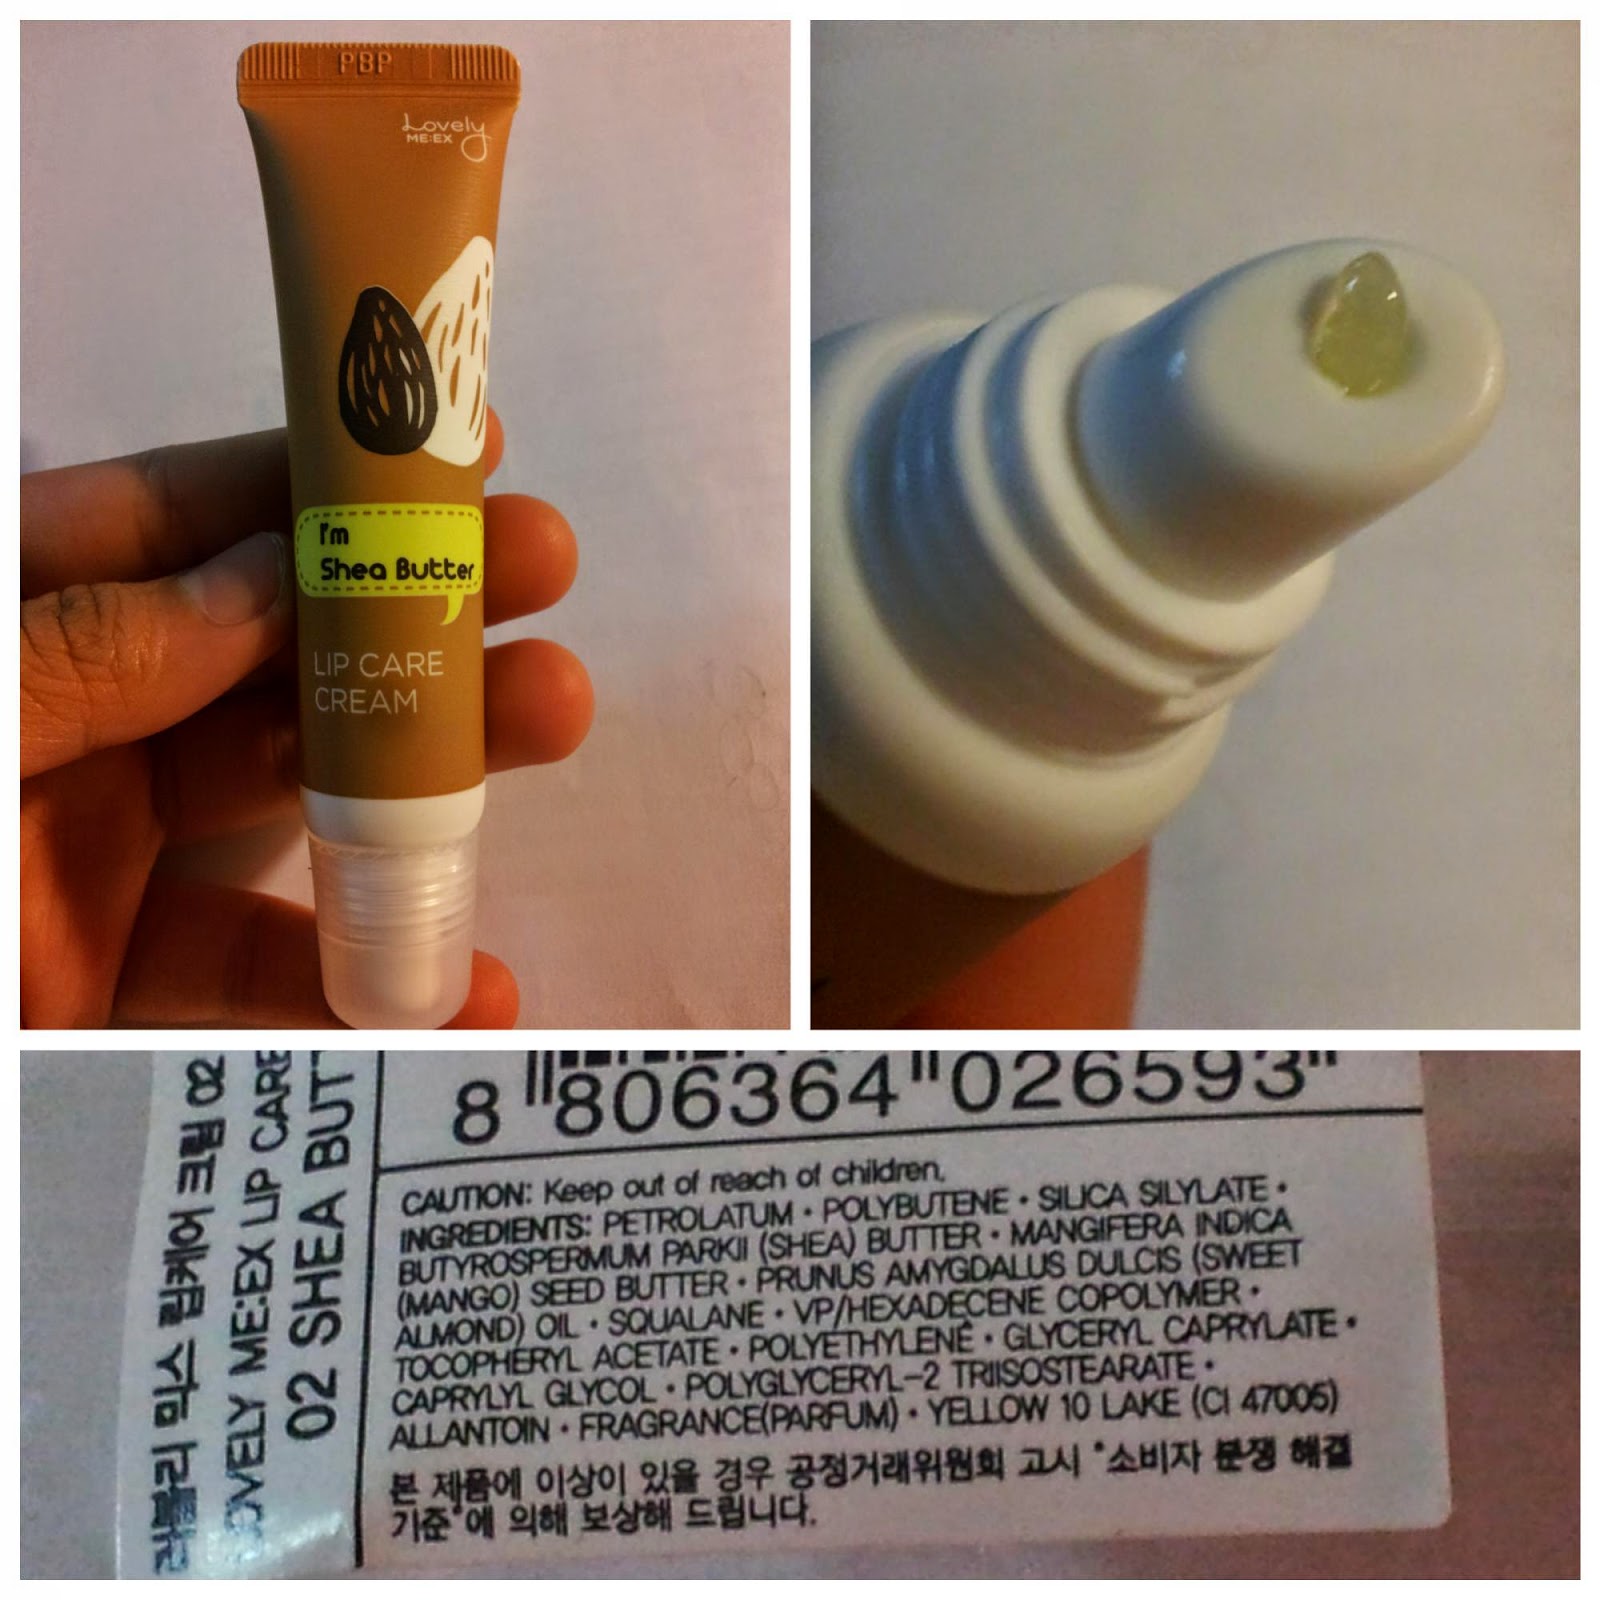 PBP
Lovely
ME:EX
I'm
Shea Butter
LIP CARE
CREAM
8 806364 026593
러블리 믹스 립케어 크림 02
LOVELY ME:EX LIP CARE
02 SHEA BUTT
CAUTION: Keep out of reach of children.
INGREDIENTS: PETROLATUM • POLYBUTENE • SILICA SILYLATE •
BUTYROSPERMUM PARKII (SHEA) BUTTER • MANGIFERA INDICA
(MANGO) SEED BUTTER • PRUNUS AMYGDALUS DULCIS (SWEET
ALMOND) OIL • SQUALANE • VP/HEXADECENE COPOLYMER •
TOCOPHERYL ACETATE • POLYETHYLENE • GLYCERYL CAPRYLATE •
CAPRYLYL GLYCOL • POLYGLYCERYL-2 TRIISOSTEARATE •
ALLANTOIN • FRAGRANCE(PARFUM) • YELLOW 10 LAKE (CI 47005)
본 제품에 이상이 있을 경우 공정거래위원회 고시 "소비자 분쟁 해결
기준"에 의해 보상해 드립니다.